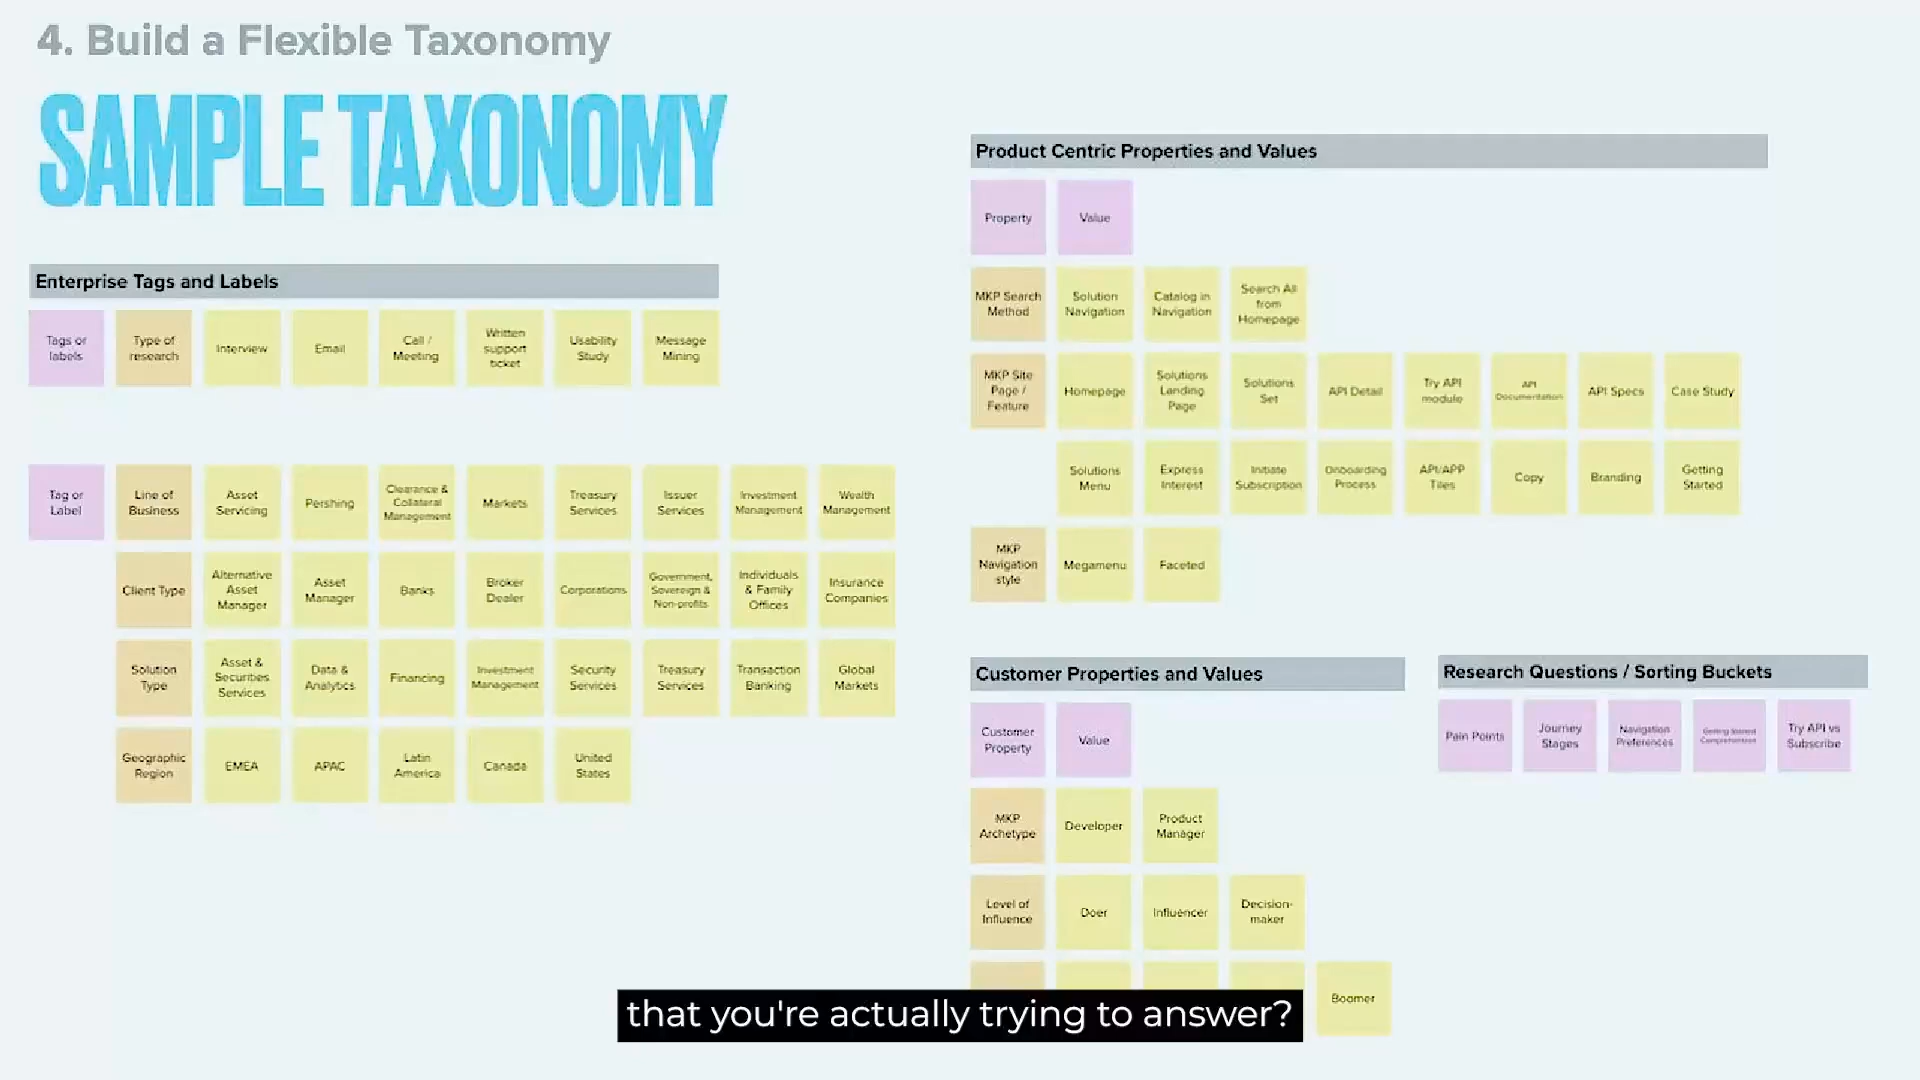 4. Build a Flexible Taxonomy
SAMPLE TAXONOMY
Enterprise Tags and Labels
Tags or
labels
Type of
research
Interview
Email
Call /
Meeting
Written
support
ticket
Usability
Study
Message
Mining
Tag or
Label
Line of
Business
Asset
Servicing
Pershing
Clearance &
Collateral
Management
Markets
Treasury
Services
Issuer
Services
Investment
Management
Wealth
Management
Client Type
Alternative
Asset
Manager
Asset
Manager
Banks
Broker
Dealer
Corporations
Government,
Sovereign &
Non-profits
Individuals
& Family
Offices
Insurance
Companies
Solution
Type
Asset &
Securities
Services
Data &
Analytics
Financing
Investment
Management
Security
Services
Treasury
Services
Transaction
Banking
Global
Markets
Geographic
Region
EMEA
APAC
Latin
America
Canada
United
States
Product Centric Properties and Values
Property
Value
MKP Search
Method
Solution
Navigation
Catalog in
Navigation
Search All
from
Homepage
MKP Site
Page /
Feature
Homepage
Solutions
Landing
Page
Solutions
Set
API Detail
Try API
module
API
Documentation
API Specs
Case Study
Solutions
Menu
Express
Interest
Initiate
Subscription
Onboarding
Process
API/APP
Tiles
Copy
Branding
Getting
Started
MKP
Navigation
style
Megamenu
Faceted
Customer Properties and Values
Customer
Property
Value
MKP
Archetype
Developer
Product
Manager
Level of
Influence
Doer
Influencer
Decision-
maker
Boomer
Research Questions / Sorting Buckets
Pain Points
Journey
Stages
Navigation
Preferences
Getting Started
Comprehension
Try API vs
Subscribe
that you're actually trying to answer?